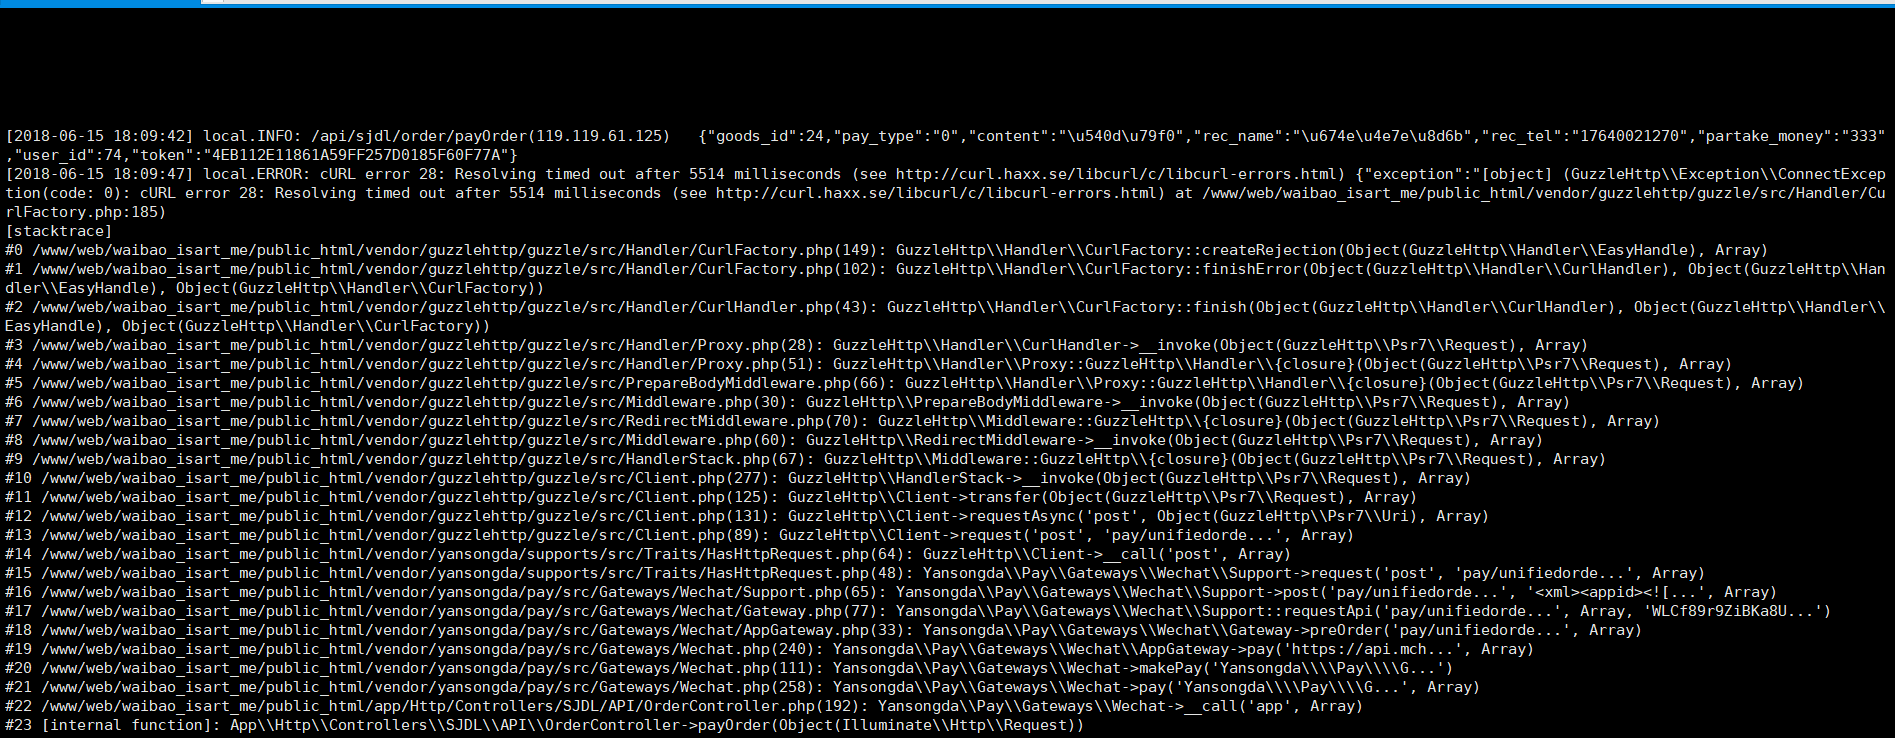 [2018-06-15 18:09:42] local.INFO: /api/sjdl/order/payOrder(119.119.61.125)   {"goods_id":24,"pay_type":"0","content":"\u540d\u79f0","rec_name":"\u674e\u4e7e\u8d6b","rec_tel":"17640021270","partake_money":"333"
,"user_id":74,"token":"4EB112E11861A59FF257D0185F60F77A"}
[2018-06-15 18:09:47] local.ERROR: cURL error 28: Resolving timed out after 5514 milliseconds (see http://curl.haxx.se/libcurl/c/libcurl-errors.html) {"exception":"[object] (GuzzleHttp\\Exception\\ConnectExcep
tion(code: 0): cURL error 28: Resolving timed out after 5514 milliseconds (see http://curl.haxx.se/libcurl/c/libcurl-errors.html) at /www/web/waibao_isart_me/public_html/vendor/guzzlehttp/guzzle/src/Handler/Cu
rlFactory.php:185)
[stacktrace]
#0 /www/web/waibao_isart_me/public_html/vendor/guzzlehttp/guzzle/src/Handler/CurlFactory.php(149): GuzzleHttp\\Handler\\CurlFactory::createRejection(Object(GuzzleHttp\\Handler\\EasyHandle), Array)
#1 /www/web/waibao_isart_me/public_html/vendor/guzzlehttp/guzzle/src/Handler/CurlFactory.php(102): GuzzleHttp\\Handler\\CurlFactory::finishError(Object(GuzzleHttp\\Handler\\CurlHandler), Object(GuzzleHttp\\Han
dler\\EasyHandle), Object(GuzzleHttp\\Handler\\CurlFactory))
#2 /www/web/waibao_isart_me/public_html/vendor/guzzlehttp/guzzle/src/Handler/CurlHandler.php(43): GuzzleHttp\\Handler\\CurlFactory::finish(Object(GuzzleHttp\\Handler\\CurlHandler), Object(GuzzleHttp\\Handler\\
EasyHandle), Object(GuzzleHttp\\Handler\\CurlFactory))
#3 /www/web/waibao_isart_me/public_html/vendor/guzzlehttp/guzzle/src/Handler/Proxy.php(28): GuzzleHttp\\Handler\\CurlHandler->__invoke(Object(GuzzleHttp\\Psr7\\Request), Array)
#4 /www/web/waibao_isart_me/public_html/vendor/guzzlehttp/guzzle/src/Handler/Proxy.php(51): GuzzleHttp\\Handler\\Proxy::GuzzleHttp\\Handler\\{closure}(Object(GuzzleHttp\\Psr7\\Request), Array)
#5 /www/web/waibao_isart_me/public_html/vendor/guzzlehttp/guzzle/src/PrepareBodyMiddleware.php(66): GuzzleHttp\\Handler\\Proxy::GuzzleHttp\\Handler\\{closure}(Object(GuzzleHttp\\Psr7\\Request), Array)
#6 /www/web/waibao_isart_me/public_html/vendor/guzzlehttp/guzzle/src/Middleware.php(30): GuzzleHttp\\PrepareBodyMiddleware->__invoke(Object(GuzzleHttp\\Psr7\\Request), Array)
#7 /www/web/waibao_isart_me/public_html/vendor/guzzlehttp/guzzle/src/RedirectMiddleware.php(70): GuzzleHttp\\Middleware::GuzzleHttp\\{closure}(Object(GuzzleHttp\\Psr7\\Request), Array)
#8 /www/web/waibao_isart_me/public_html/vendor/guzzlehttp/guzzle/src/Middleware.php(60): GuzzleHttp\\RedirectMiddleware->__invoke(Object(GuzzleHttp\\Psr7\\Request), Array)
#9 /www/web/waibao_isart_me/public_html/vendor/guzzlehttp/guzzle/src/HandlerStack.php(67): GuzzleHttp\\Middleware::GuzzleHttp\\{closure}(Object(GuzzleHttp\\Psr7\\Request), Array)
#10 /www/web/waibao_isart_me/public_html/vendor/guzzlehttp/guzzle/src/Client.php(277): GuzzleHttp\\HandlerStack->__invoke(Object(GuzzleHttp\\Psr7\\Request), Array)
#11 /www/web/waibao_isart_me/public_html/vendor/guzzlehttp/guzzle/src/Client.php(125): GuzzleHttp\\Client->transfer(Object(GuzzleHttp\\Psr7\\Request), Array)
#12 /www/web/waibao_isart_me/public_html/vendor/guzzlehttp/guzzle/src/Client.php(131): GuzzleHttp\\Client->requestAsync('post', Object(GuzzleHttp\\Psr7\\Uri), Array)
#13 /www/web/waibao_isart_me/public_html/vendor/guzzlehttp/guzzle/src/Client.php(89): GuzzleHttp\\Client->request('post', 'pay/unifiedorde...', Array)
#14 /www/web/waibao_isart_me/public_html/vendor/yansongda/supports/src/Traits/HasHttpRequest.php(64): GuzzleHttp\\Client->__call('post', Array)
#15 /www/web/waibao_isart_me/public_html/vendor/yansongda/supports/src/Traits/HasHttpRequest.php(48): Yansongda\\Pay\\Gateways\\Wechat\\Support->request('post', 'pay/unifiedorde...', Array)
#16 /www/web/waibao_isart_me/public_html/vendor/yansongda/pay/src/Gateways/Wechat/Support.php(65): Yansongda\\Pay\\Gateways\\Wechat\\Support->post('pay/unifiedorde...', '<xml><appid><![...', Array)
#17 /www/web/waibao_isart_me/public_html/vendor/yansongda/pay/src/Gateways/Wechat/Gateway.php(77): Yansongda\\Pay\\Gateways\\Wechat\\Support::requestApi('pay/unifiedorde...', Array, 'WLCf89r9ZiBKa8U...')
#18 /www/web/waibao_isart_me/public_html/vendor/yansongda/pay/src/Gateways/Wechat/AppGateway.php(33): Yansongda\\Pay\\Gateways\\Wechat\\Gateway->preOrder('pay/unifiedorde...', Array)
#19 /www/web/waibao_isart_me/public_html/vendor/yansongda/pay/src/Gateways/Wechat.php(240): Yansongda\\Pay\\Gateways\\Wechat\\AppGateway->pay('https://api.mch...', Array)
#20 /www/web/waibao_isart_me/public_html/vendor/yansongda/pay/src/Gateways/Wechat.php(111): Yansongda\\Pay\\Gateways\\Wechat->makePay('Yansongda\\\\Pay\\\\G...')
#21 /www/web/waibao_isart_me/public_html/vendor/yansongda/pay/src/Gateways/Wechat.php(258): Yansongda\\Pay\\Gateways\\Wechat->pay('Yansongda\\\\Pay\\\\G...', Array)
#22 /www/web/waibao_isart_me/public_html/app/Http/Controllers/SJDL/API/OrderController.php(192): Yansongda\\Pay\\Gateways\\Wechat->__call('app', Array)
#23 [internal function]: App\\Http\\Controllers\\SJDL\\API\\OrderController->payOrder(Object(Illuminate\\Http\\Request))